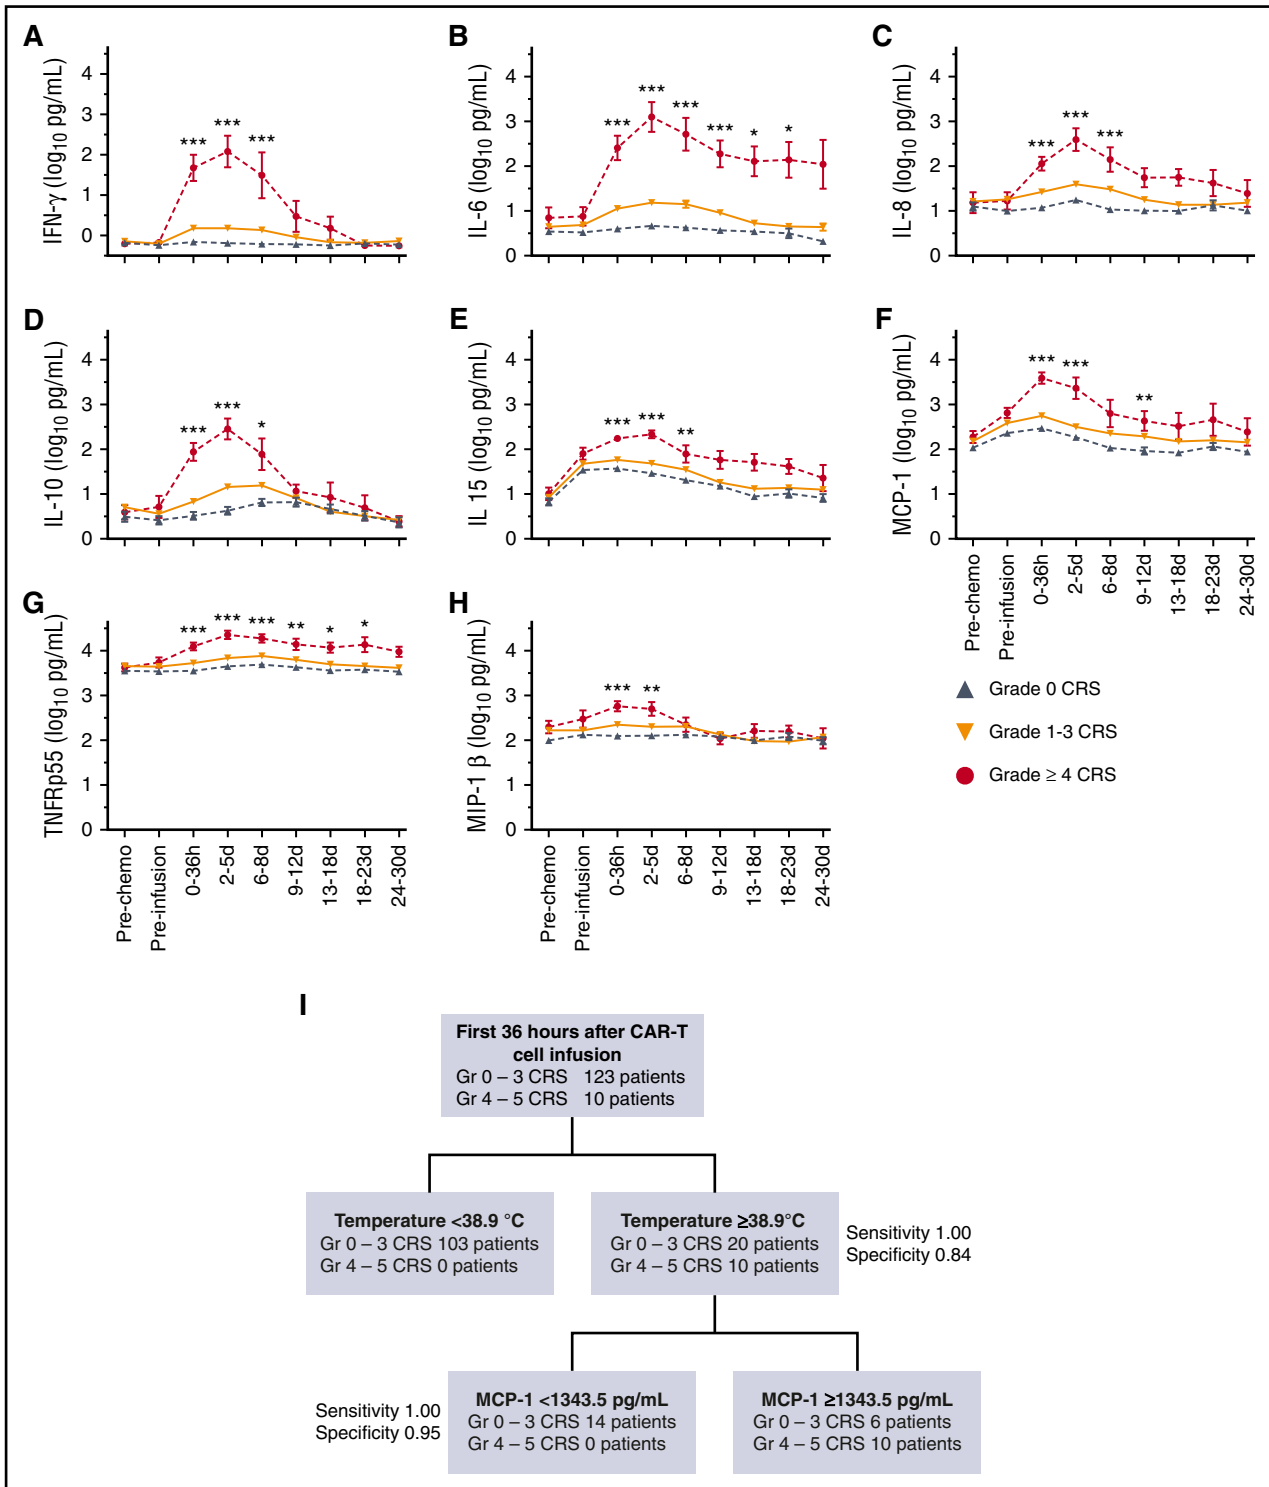 A
IFN-γ (log10 pg/mL)
4
3
2
1
0
***
***
***
B
IL-6 (log10 pg/mL)
4
3
2
1
0
***
***
***
***
*
*
C
IL-8 (log10 pg/mL)
4
3
2
1
0
***
***
***
D
IL-10 (log10 pg/mL)
4
3
2
1
0
***
***
*
E
IL 15 (log10 pg/mL)
4
3
2
1
0
***
***
**
F
MCP-1 (log10 pg/mL)
4
3
2
1
0
***
***
**
Pre-chemo
Pre-infusion
0-36h
2-5d
6-8d
9-12d
13-18d
18-23d
24-30d
G
TNFRp55 (log10 pg/mL)
4
3
2
1
0
***
***
***
**
*
*
Pre-chemo
Pre-infusion
0-36h
2-5d
6-8d
9-12d
13-18d
18-23d
24-30d
H
MIP-1 β (log10 pg/mL)
4
3
2
1
0
***
**
Pre-chemo
Pre-infusion
0-36h
2-5d
6-8d
9-12d
13-18d
18-23d
24-30d
Grade 0 CRS
Grade 1-3 CRS
Grade ≥ 4 CRS
I
First 36 hours after CAR-T
cell infusion
Gr 0 – 3 CRS 123 patients
Gr 4 – 5 CRS 10 patients
Temperature <38.9 °C
Gr 0 – 3 CRS 103 patients
Gr 4 – 5 CRS 0 patients
Temperature ≥38.9°C
Gr 0 – 3 CRS 20 patients
Gr 4 – 5 CRS 10 patients
Sensitivity 1.00
Specificity 0.84
Sensitivity 1.00
Specificity 0.95
MCP-1 <1343.5 pg/mL
Gr 0 – 3 CRS 14 patients
Gr 4 – 5 CRS 0 patients
MCP-1 ≥1343.5 pg/mL
Gr 0 – 3 CRS 6 patients
Gr 4 – 5 CRS 10 patients